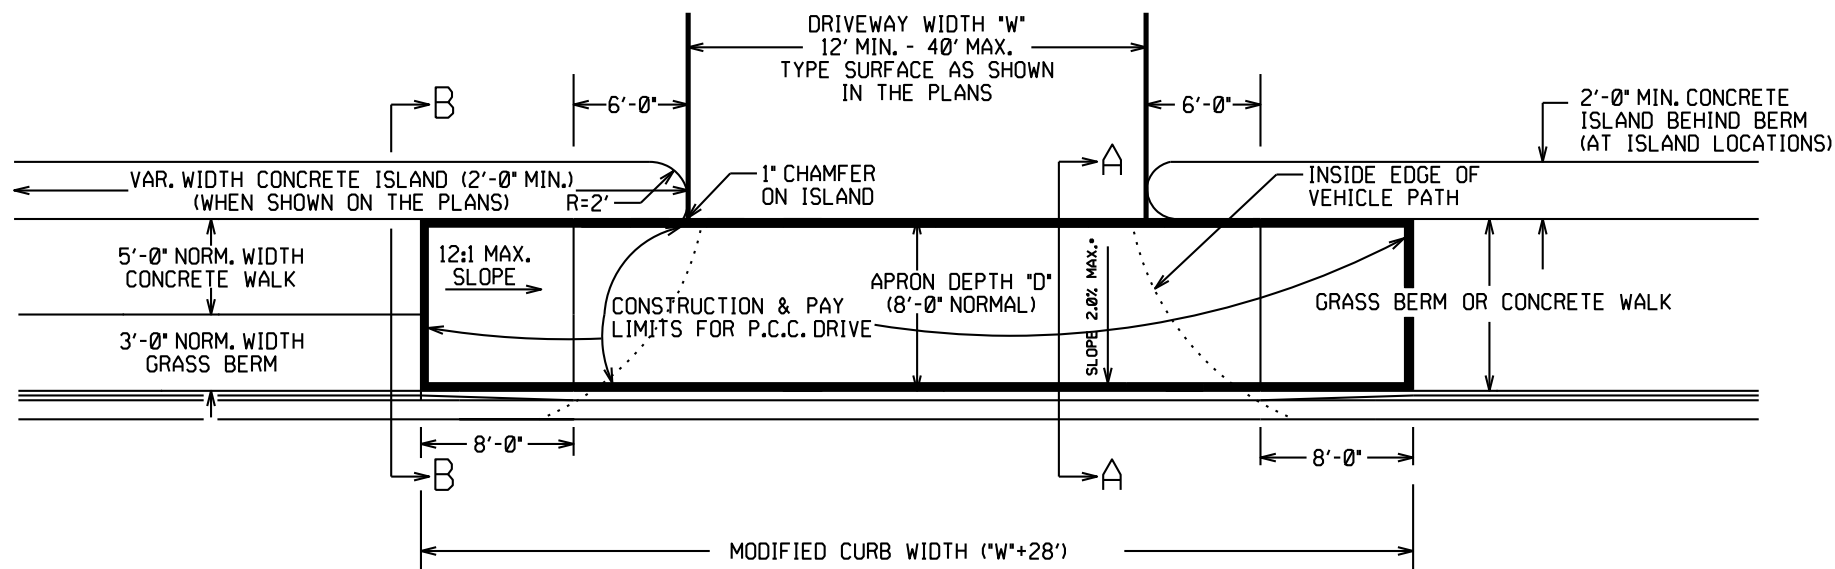 DRIVEWAY WIDTH "W"
12' MIN. - 40' MAX.
TYPE SURFACE AS SHOWN
IN THE PLANS
B
6'-0"
6'-0"
2'-0" MIN. CONCRETE
ISLAND BEHIND BERM
(AT ISLAND LOCATIONS)
A
VAR. WIDTH CONCRETE ISLAND (2'-0" MIN.)
(WHEN SHOWN ON THE PLANS)
R=2'
1" CHAMFER
ON ISLAND
INSIDE EDGE OF
VEHICLE PATH
5'-0" NORM. WIDTH
CONCRETE WALK
12:1 MAX.
SLOPE
CONSTRUCTION & PAY
LIMITS FOR P.C.C. DRIVE
APRON DEPTH "D"
(8'-0" NORMAL)
SLOPE 2.0% MAX.*
GRASS BERM OR CONCRETE WALK
3'-0" NORM. WIDTH
GRASS BERM
8'-0"
8'-0"
B
A
MODIFIED CURB WIDTH ("W"+28')